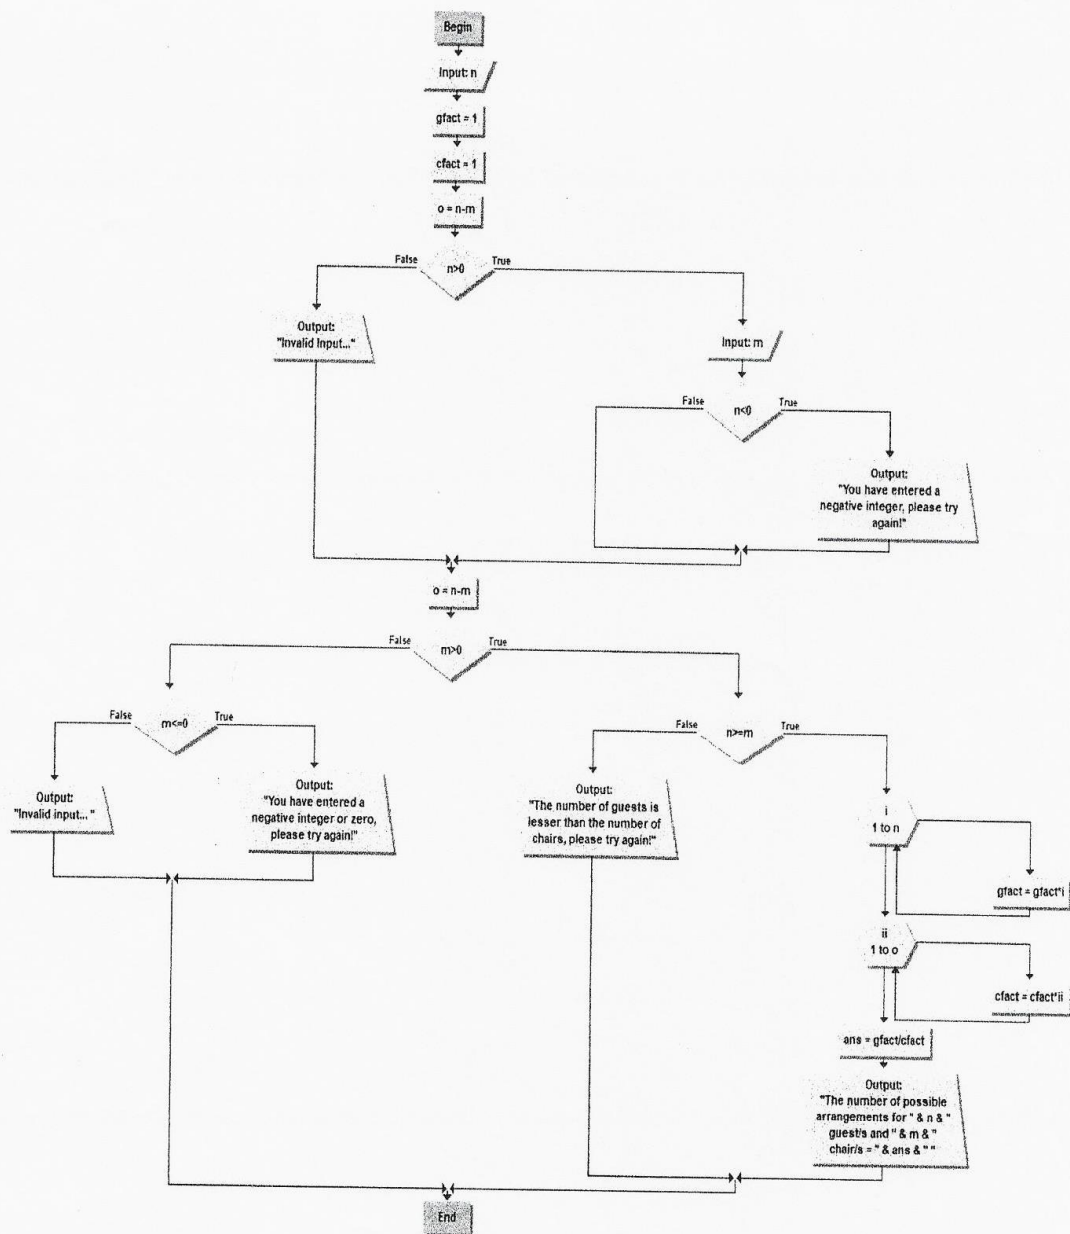 Begin
Input: n
gfact = 1
cfact = 1
o = n-m
False
n>0
True
Output:
"Invalid Input..."
Input: m
False
n<0
True
Output:
"You have entered a
negative integer, please try
again!"
o = n-m
False
m>0
True
False
m<=0
True
Output:
"Invalid input... "
Output:
"You have entered a
negative integer or zero,
please try again!"
False
n>=m
True
Output:
"The number of guests is
lesser than the number of
chairs, please try again!"
i
1 to n
gfact = gfact*i
ii
1 to o
cfact = cfact*ii
ans = gfact/cfact
Output:
"The number of possible
arrangements for " & n & "
guest/s and " & m & "
chair/s = " & ans & " "
End